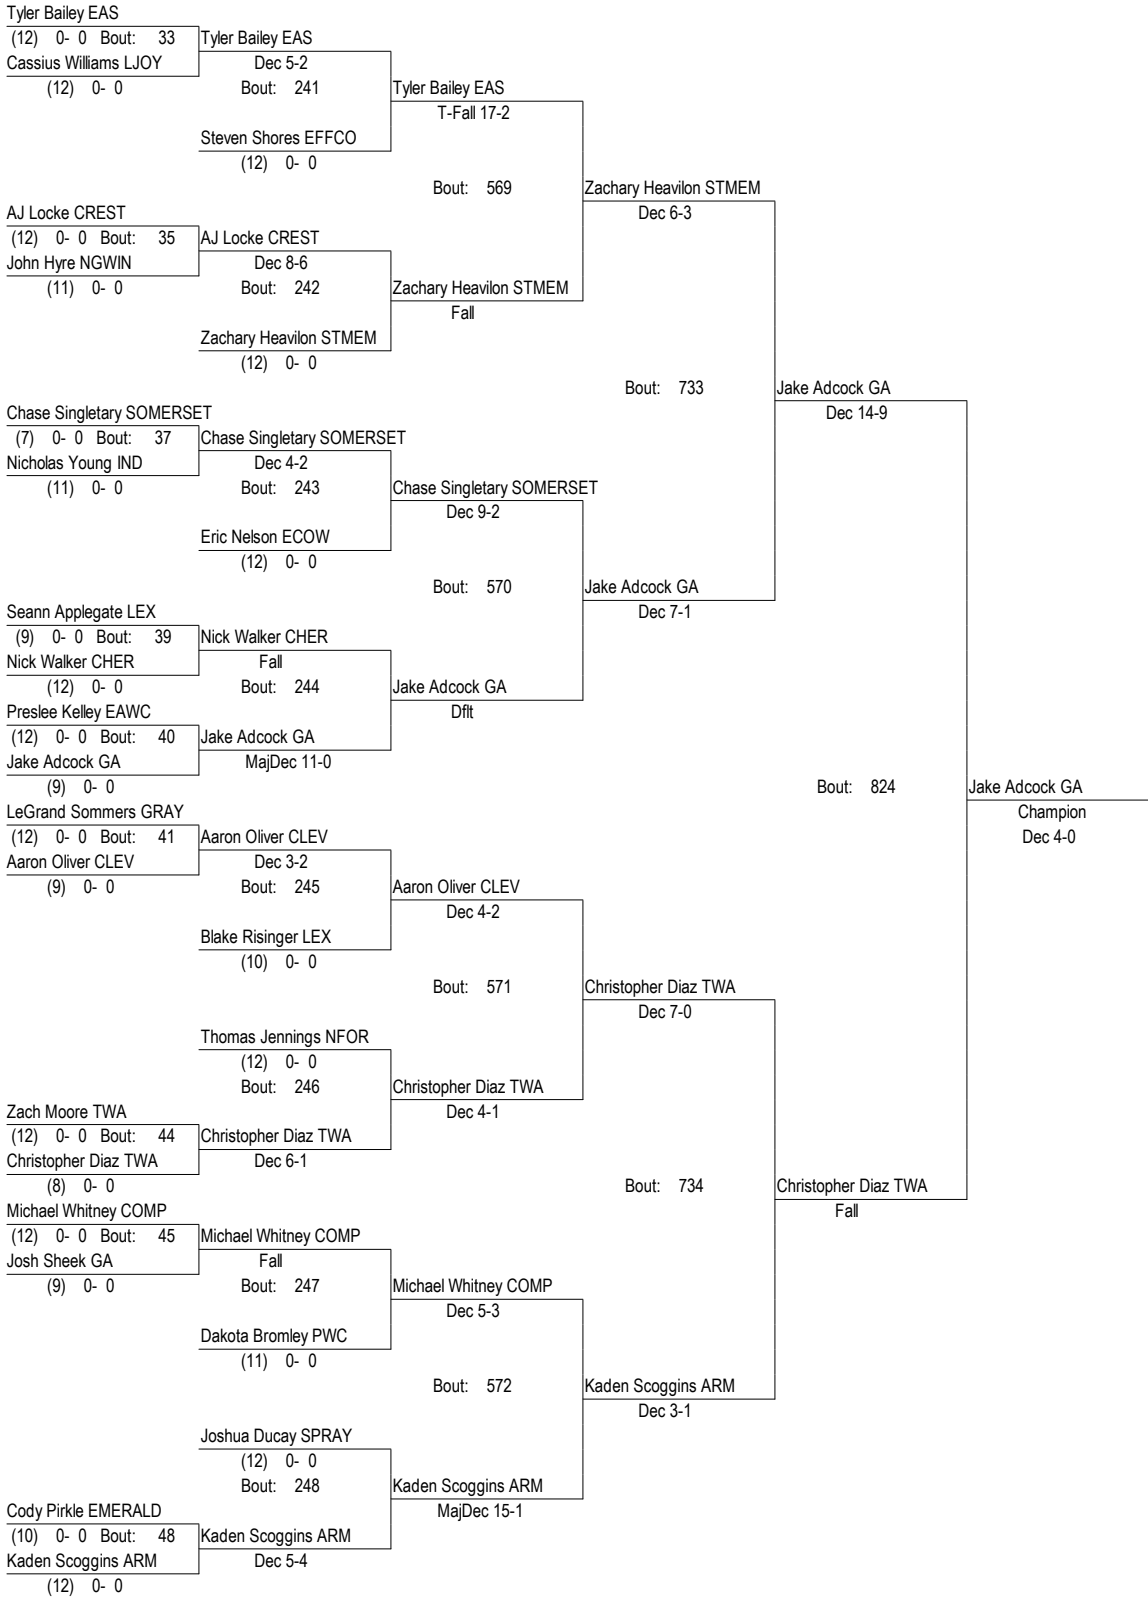 Tyler Bailey EAS
(12) 0- 0 Bout: 33 Tyler Bailey EAS
Cassius Williams LJOY Dec 5-2
(12) 0- 0 Bout: 241 Tyler Bailey EAS
T-Fall 17-2
Steven Shores EFFCO
(12) 0- 0
Bout: 569 Zachary Heavilon STMEM
AJ Locke CREST Dec 6-3
(12) 0- 0 Bout: 35 AJ Locke CREST
John Hyre NGWIN Dec 8-6
(11) 0- 0 Bout: 242 Zachary Heavilon STMEM
Fall
Zachary Heavilon STMEM
(12) 0- 0
Bout: 733 Jake Adcock GA
Chase Singletary SOMERSET Dec 14-9
(7) 0- 0 Bout: 37 Chase Singletary SOMERSET
Nicholas Young IND Dec 4-2
(11) 0- 0 Bout: 243 Chase Singletary SOMERSET
Dec 9-2
Eric Nelson ECOW
(12) 0- 0
Bout: 570 Jake Adcock GA
Seann Applegate LEX Dec 7-1
(9) 0- 0 Bout: 39 Nick Walker CHER
Nick Walker CHER Fall
(12) 0- 0 Bout: 244 Jake Adcock GA
Preslee Kelley EAWC Dflt
(12) 0- 0 Bout: 40 Jake Adcock GA
Jake Adcock GA MajDec 11-0
(9) 0- 0 Bout: 824 Jake Adcock GA
LeGrand Sommers GRAY Champion
(12) 0- 0 Bout: 41 Aaron Oliver CLEV Dec 4-0
Aaron Oliver CLEV Dec 3-2
(9) 0- 0 Bout: 245 Aaron Oliver CLEV
Dec 4-2
Blake Risinger LEX
(10) 0- 0
Bout: 571 Christopher Diaz TWA
Dec 7-0
Thomas Jennings NFOR
(12) 0- 0
Bout: 246 Christopher Diaz TWA
Zach Moore TWA Dec 4-1
(12) 0- 0 Bout: 44 Christopher Diaz TWA
Christopher Diaz TWA Dec 6-1
(8) 0- 0 Bout: 734 Christopher Diaz TWA
Michael Whitney COMP Fall
(12) 0- 0 Bout: 45 Michael Whitney COMP
Josh Sheek GA Fall
(9) 0- 0 Bout: 247 Michael Whitney COMP
Dec 5-3
Dakota Bromley PWC
(11) 0- 0
Bout: 572 Kaden Scoggins ARM
Dec 3-1
Joshua Ducay SPRAY
(12) 0- 0
Bout: 248 Kaden Scoggins ARM
Cody Pirkle EMERALD MajDec 15-1
(10) 0- 0 Bout: 48 Kaden Scoggins ARM
Kaden Scoggins ARM Dec 5-4
(12) 0- 0